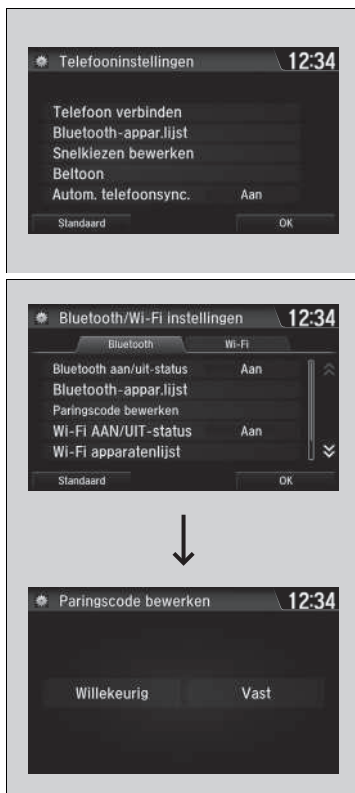 Telefooninstellingen 12:34
Telefoon verbinden
Bluetooth-appar.lijst
Snelkiezen bewerken
Beltoon
Autom. telefoonsync. Aan
Standaard OK
Bluetooth/Wi-Fi instellingen 12:34
Bluetooth Wi-Fi
Bluetooth aan/uit-status Aan
Bluetooth-appar.lijst
Paringscode bewerken
Wi-Fi AAN/UIT-status Aan
Wi-Fi apparatenlijst
Standaard OK
Paringscode bewerken 12:34
Willekeurig Vast